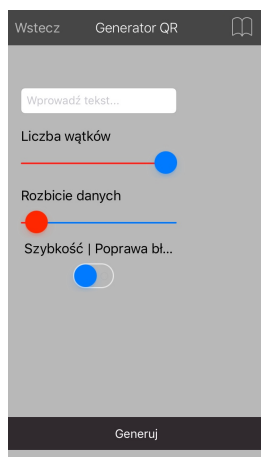 Wstecz Generator QR
Wprowadź tekst...
Liczba wątków
Rozbicie danych
Szybkość | Poprawa bł...
Generuj